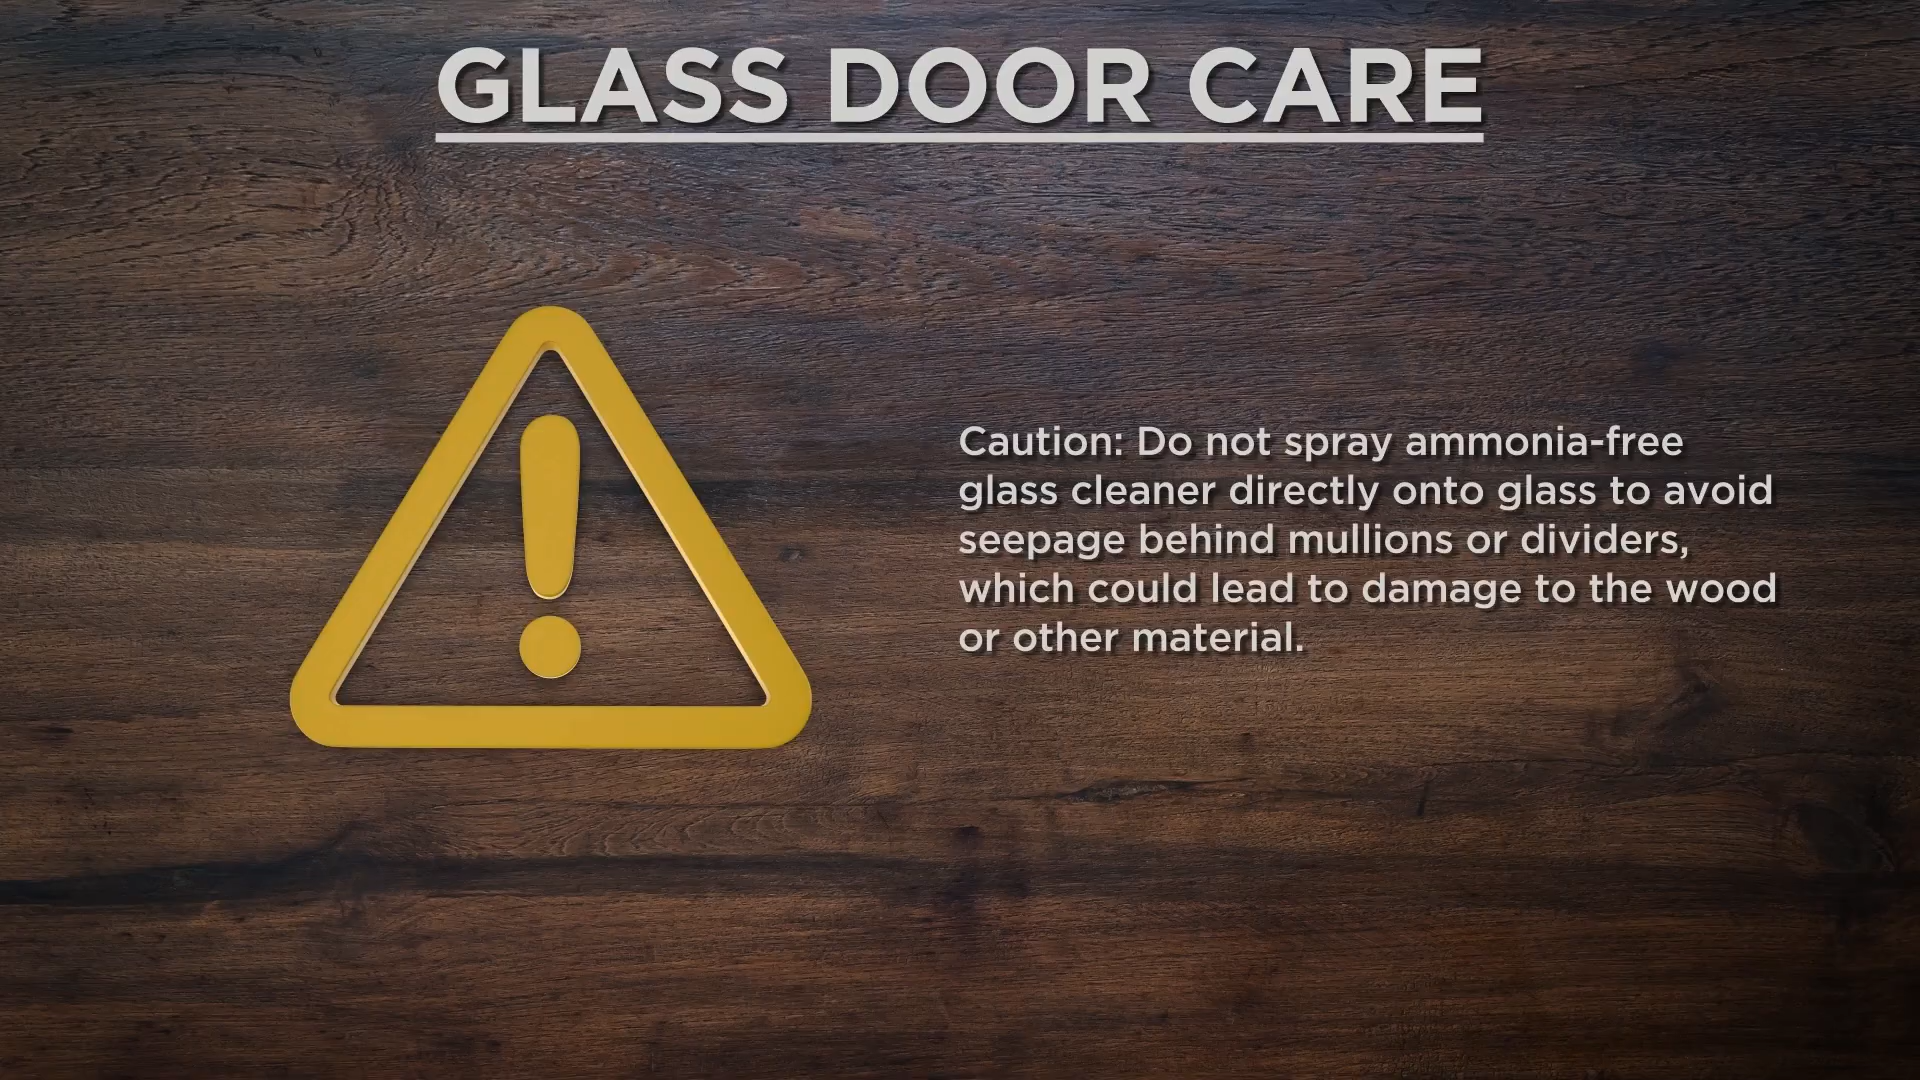 GLASS DOOR CARE
Caution: Do not spray ammonia-free
glass cleaner directly onto glass to avoid
seepage behind mullions or dividers,
which could lead to damage to the wood
or other material.